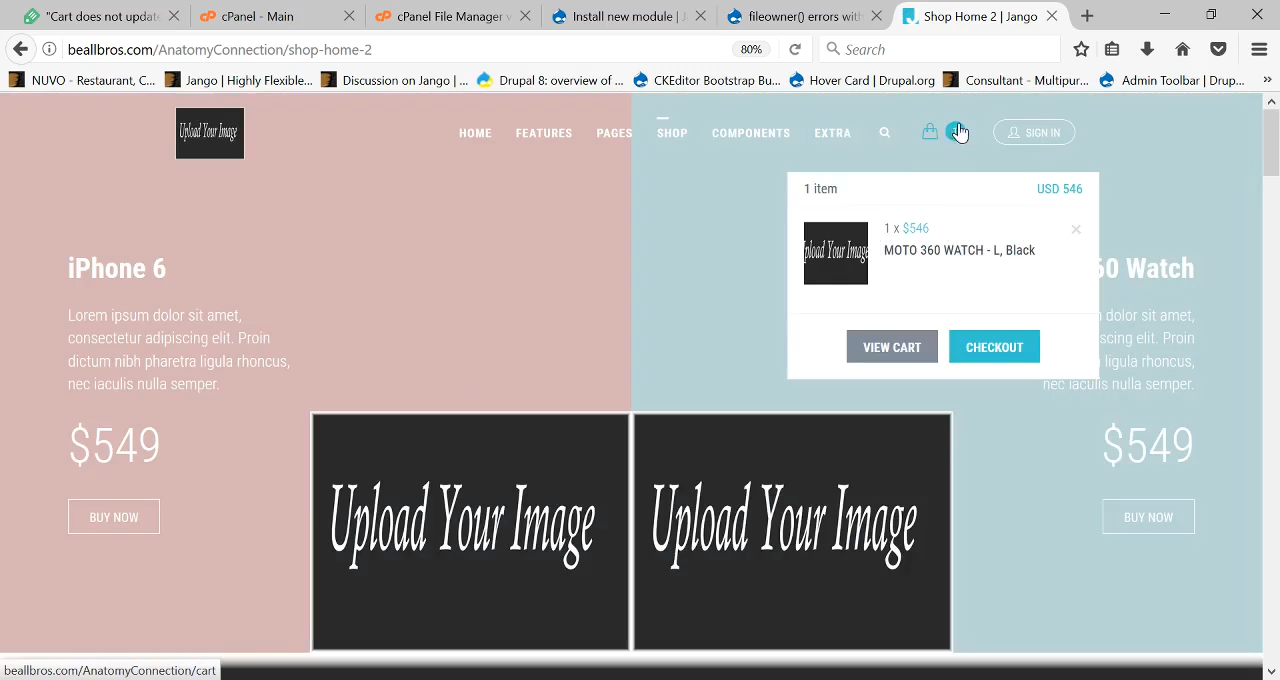 "Cart does not updat
cPanel - Main
cPanel File Manager v
Install new module | J
fileowner() errors with
Shop Home 2 | Jango
beallbros.com/AnatomyConnection/shop-home-2
80%
Search
NUVO - Restaurant, C...
Jango | Highly Flexible...
Discussion on Jango | ...
Drupal 8: overview of ...
CKEditor Bootstrap Bu...
Hover Card | Drupal.org
Consultant - Multipur...
Admin Toolbar | Drup...
Upload Your Image
HOME
FEATURES
PAGES
SHOP
COMPONENTS
EXTRA
SIGN IN
1 item
USD 546
Upload Your Image
1 x $546
MOTO 360 WATCH - L, Black
VIEW CART
CHECKOUT
iPhone 6
Lorem ipsum dolor sit amet,
consectetur adipiscing elit. Proin
dictum nibh pharetra ligula rhoncus,
nec iaculis nulla semper.
$549
BUY NOW
60 Watch
dolor sit amet,
scing elit. Proin
ligula rhoncus,
nec iaculis nulla semper.
$549
BUY NOW
Upload Your Image
Upload Your Image
beallbros.com/AnatomyConnection/cart